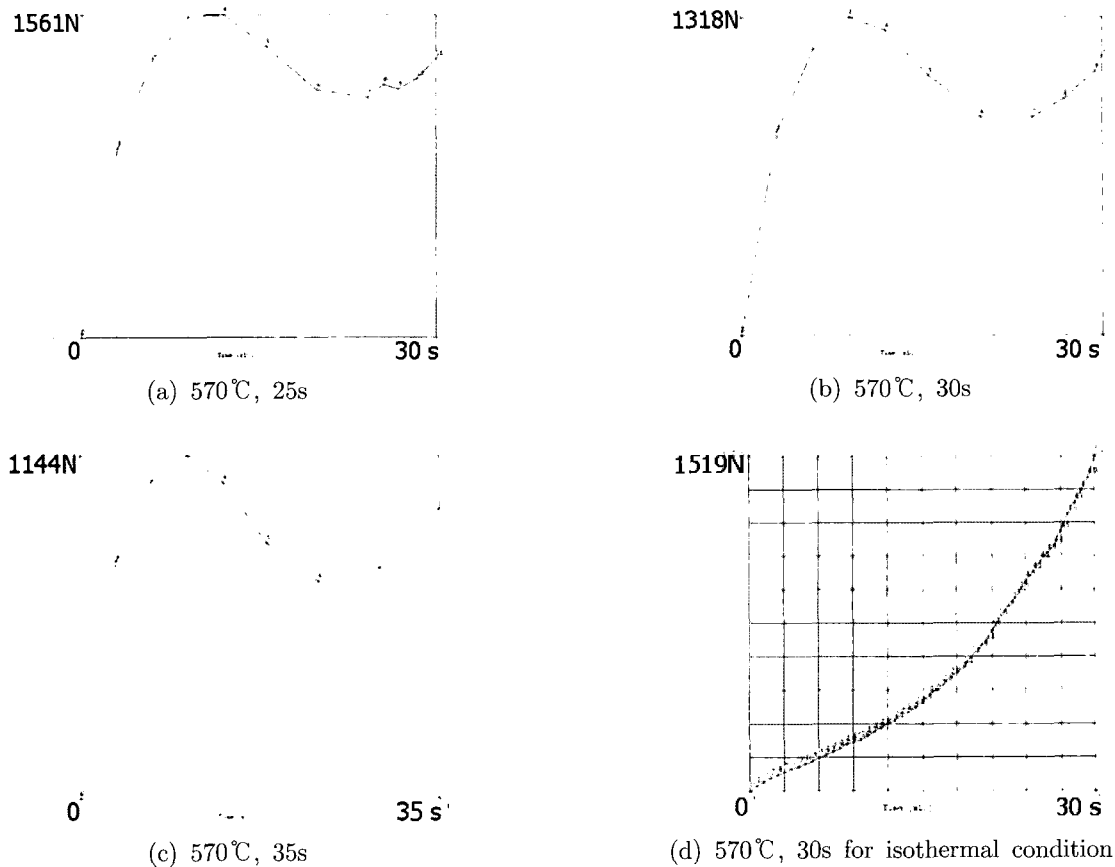 1561N
0
Time (s)
30 s
(a) 570℃, 25s
1318N
0
30 s
(b) 570℃, 30s
1144N
0
35 s
(c) 570℃, 35s
1519N
0
30 s
(d) 570℃, 30s for isothermal condition